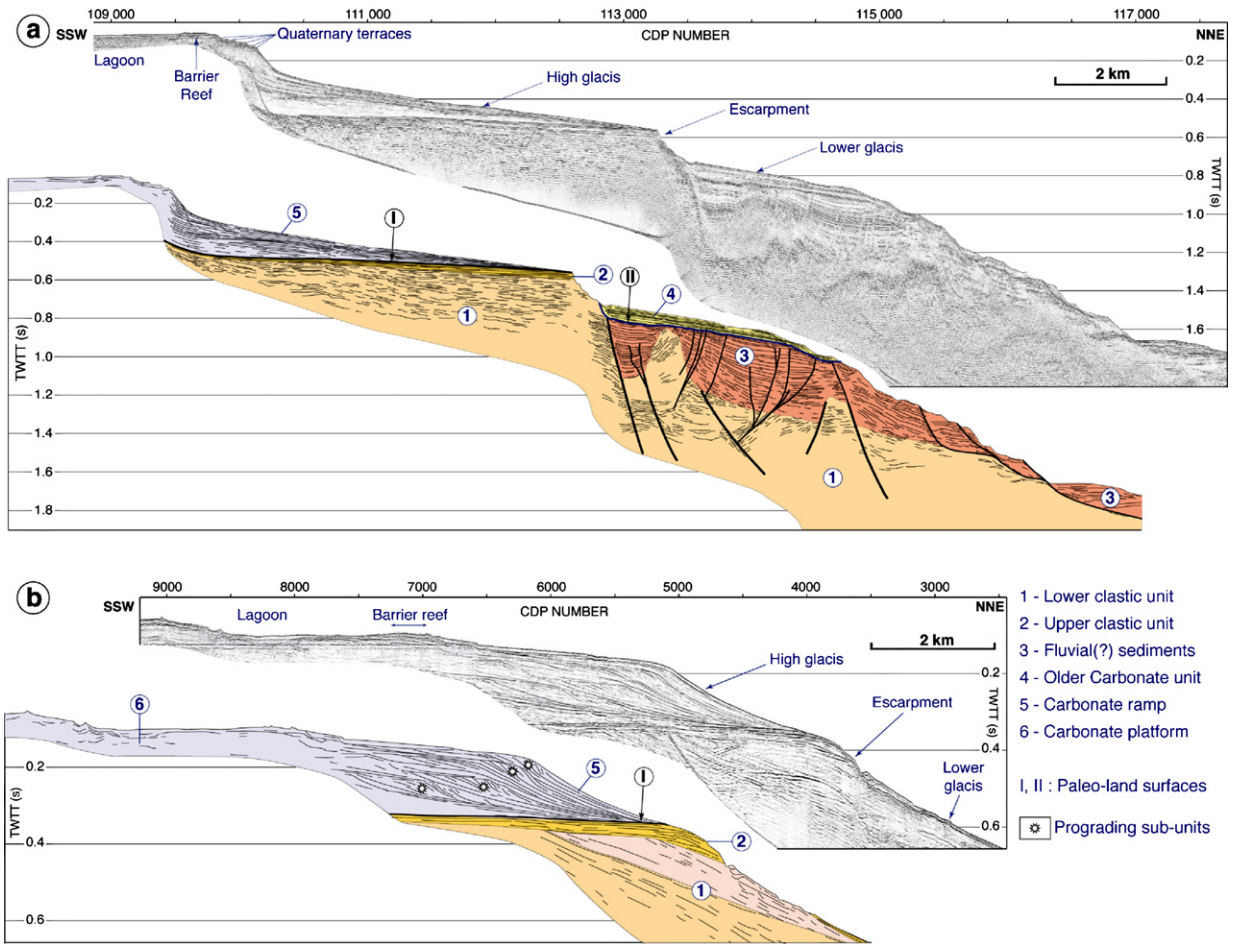 a
109 000 111 000 113 000 115 000 117 000
SSW CDP NUMBER NNE
Quaternary terraces
Lagoon
Barrier
Reef
High glacis
Escarpment
Lower glacis
2 km
0.2
0.4
0.6
0.8
1.0
1.2
1.4
1.6
TWTT (s)
0.2
0.4
0.6
0.8
1.0
1.2
1.4
1.6
1.8
TWTT (s)
5
I
2
II
4
1
3
1
3
b
9000 8000 7000 6000 5000 4000 3000
SSW CDP NUMBER NNE
Lagoon
Barrier reef
2 km
High glacis
Escarpment
Lower
glacis
0.2
0.4
0.6
TWTT (s)
6
5
I
2
1
0.2
0.4
0.6
TWTT (s)
1 - Lower clastic unit
2 - Upper clastic unit
3 - Fluvial(?) sediments
4 - Older Carbonate unit
5 - Carbonate ramp
6 - Carbonate platform
I, II : Paleo-land surfaces
Prograding sub-units